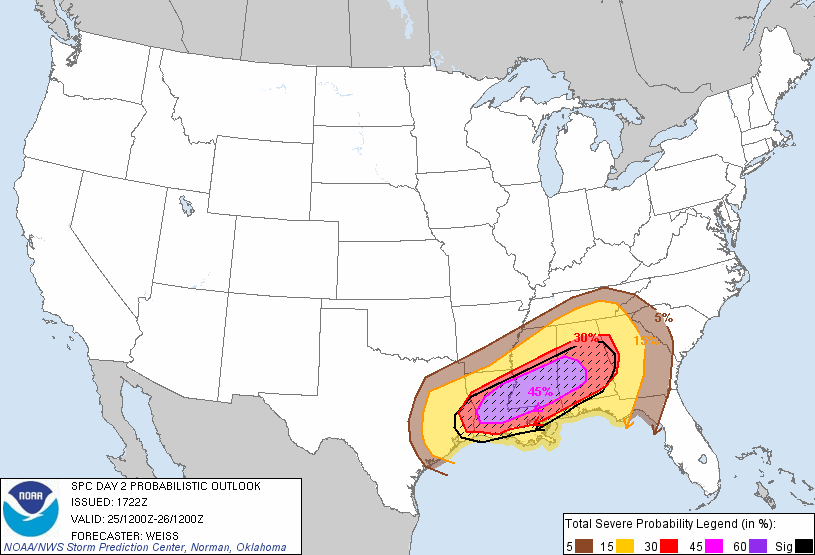 5%
15%
30%
45%
NOAA
SPC DAY 2 PROBABILISTIC OUTLOOK
ISSUED: 1722Z
VALID: 25/1200Z-26/1200Z
FORECASTER: WEISS
NOAA/NWS Storm Prediction Center, Norman, Oklahoma
Total Severe Probability Legend (in %):
5 15 30 45 60 Sig